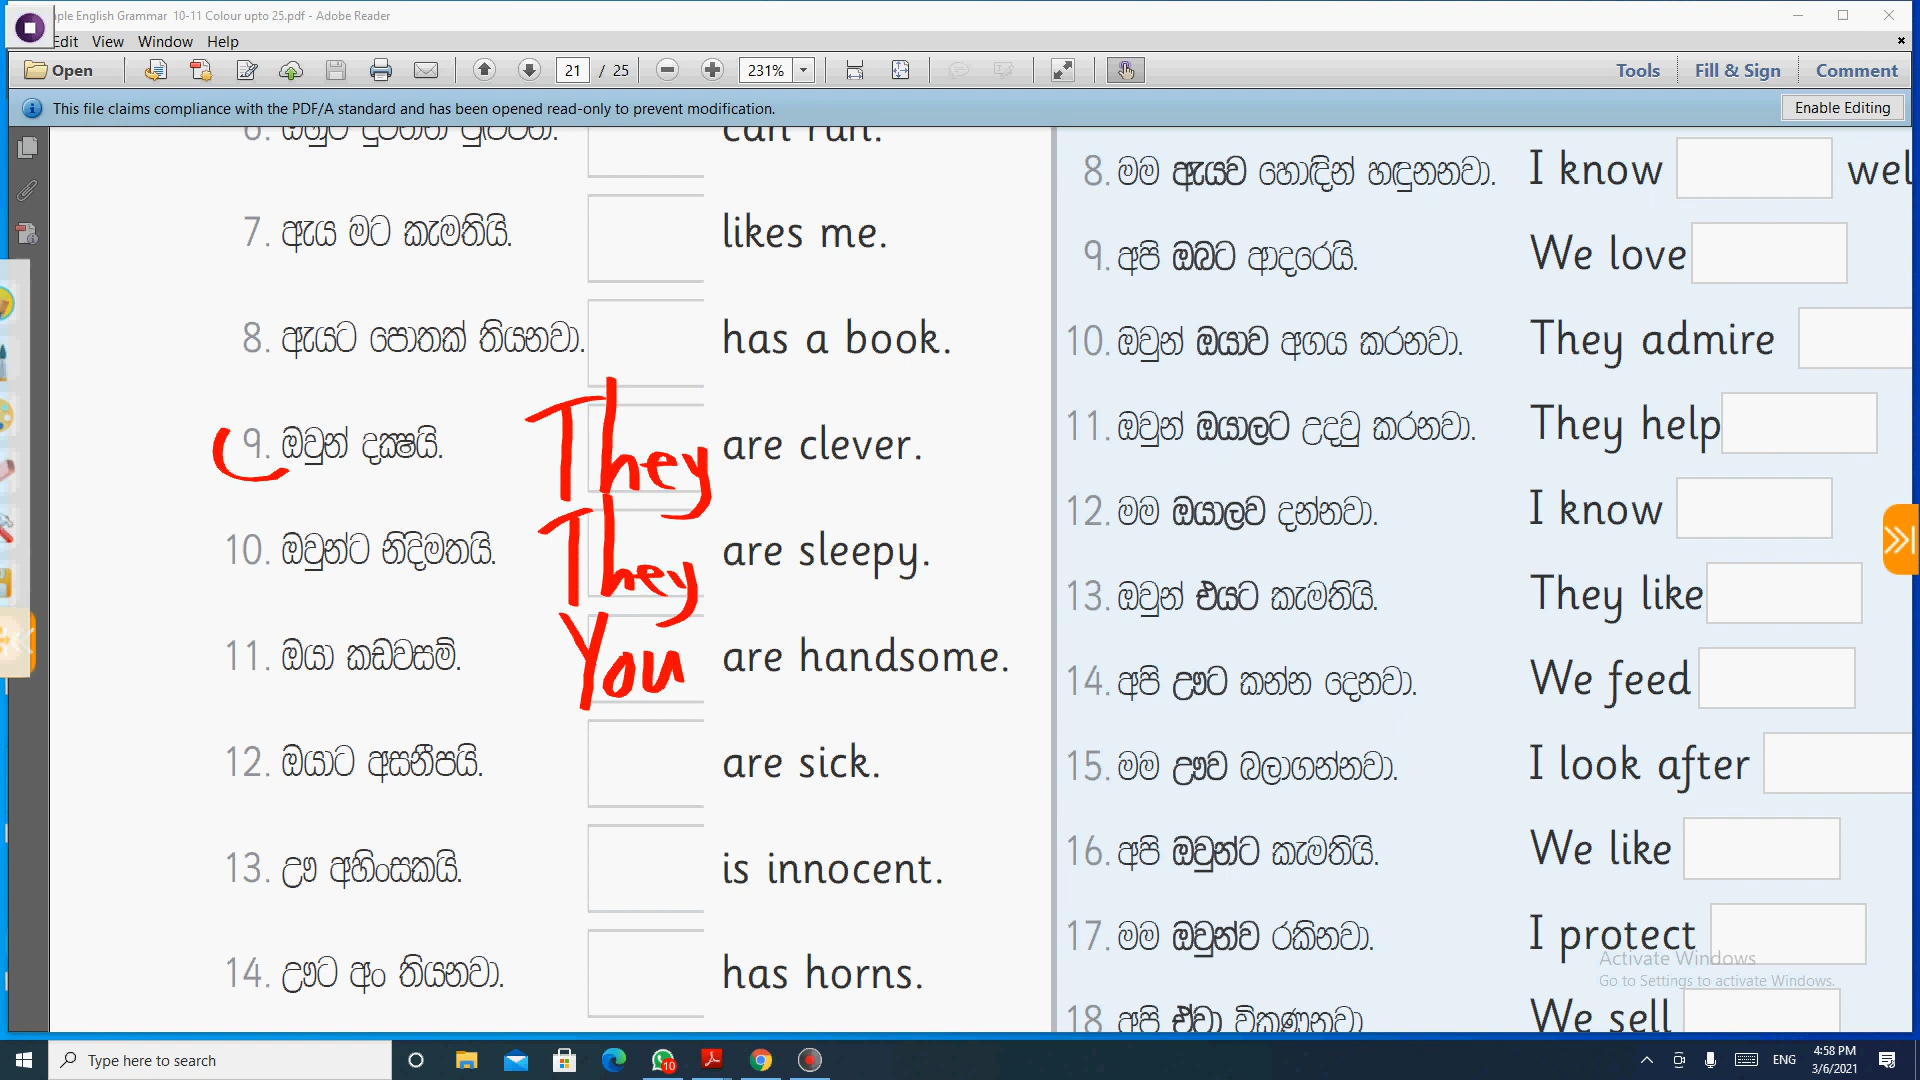 ple English Grammar 10-11 Colour upto 25.pdf - Adobe Reader
Edit View Window Help
Open 21 / 25 231% Tools Fill & Sign Comment
This file claims compliance with the PDF/A standard and has been opened read-only to prevent modification. Enable Editing
can run.
7. ඇය මට කැමතියි. likes me.
8. ඇයට පොතක් තියනවා. has a book.
9. ඔවුන් දක්ෂයි. They are clever.
10. ඔවුන්ට නිදිමතයි. They are sleepy.
11. ඔයා කඩවසම්. You are handsome.
12. ඔයාට අසනීපයි. are sick.
13. ඌ අහිංසකයි. is innocent.
14. ඌට අං තියනවා. has horns.
8. මම ඇයව හොඳින් හඳුනනවා. I know wel
9. අපි ඔබට ආදරෙයි. We love
10. ඔවුන් ඔයාව අගය කරනවා. They admire
11. ඔවුන් ඔයාලට උදවු කරනවා. They help
12. මම ඔයාලව දන්නවා. I know
13. ඔවුන් එයට කැමතියි. They like
14. අපි ඌට කන්න දෙනවා. We feed
15. මම ඌව බලාගන්නවා. I look after
16. අපි ඔවුන්ට කැමතියි. We like
17. මම ඔවුන්ව රකිනවා. I protect
18 අපි ඒවා විකුණනවා We sell
Activate Windows
Go to Settings to activate Windows.
Type here to search 10 ENG 4:58 PM
3/6/2021